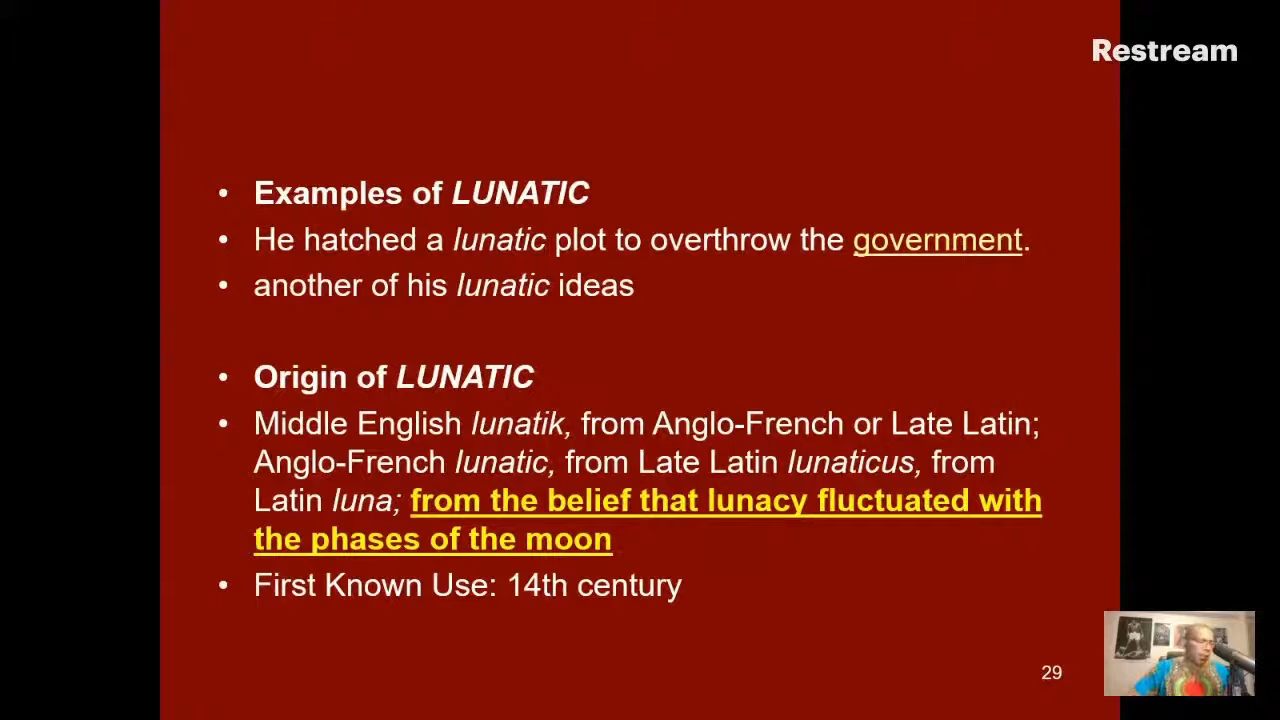 Restream
• Examples of LUNATIC
• He hatched a lunatic plot to overthrow the government.
• another of his lunatic ideas
• Origin of LUNATIC
• Middle English lunatik, from Anglo-French or Late Latin;
Anglo-French lunatic, from Late Latin lunaticus, from
Latin luna; from the belief that lunacy fluctuated with
the phases of the moon
• First Known Use: 14th century
29